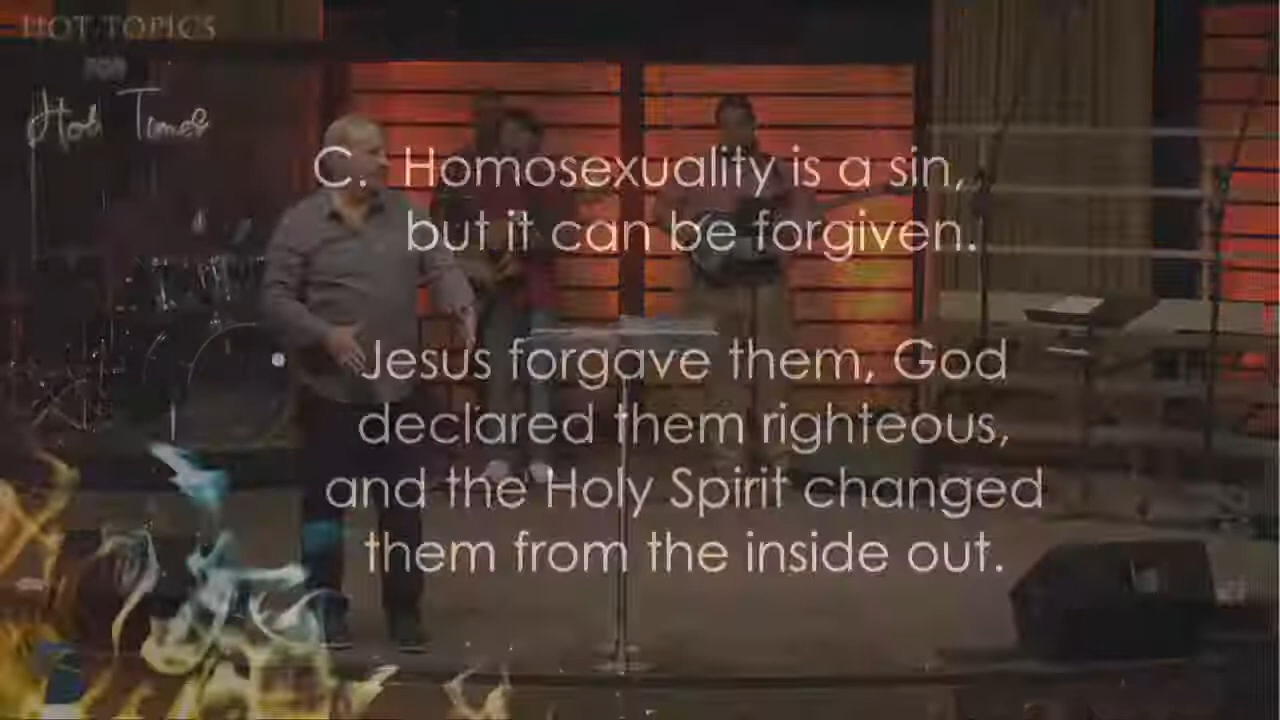 HOT TOPICS
FOR
Hot Times
C. Homosexuality is a sin,
but it can be forgiven.
• Jesus forgave them, God
declared them righteous,
and the Holy Spirit changed
them from the inside out.